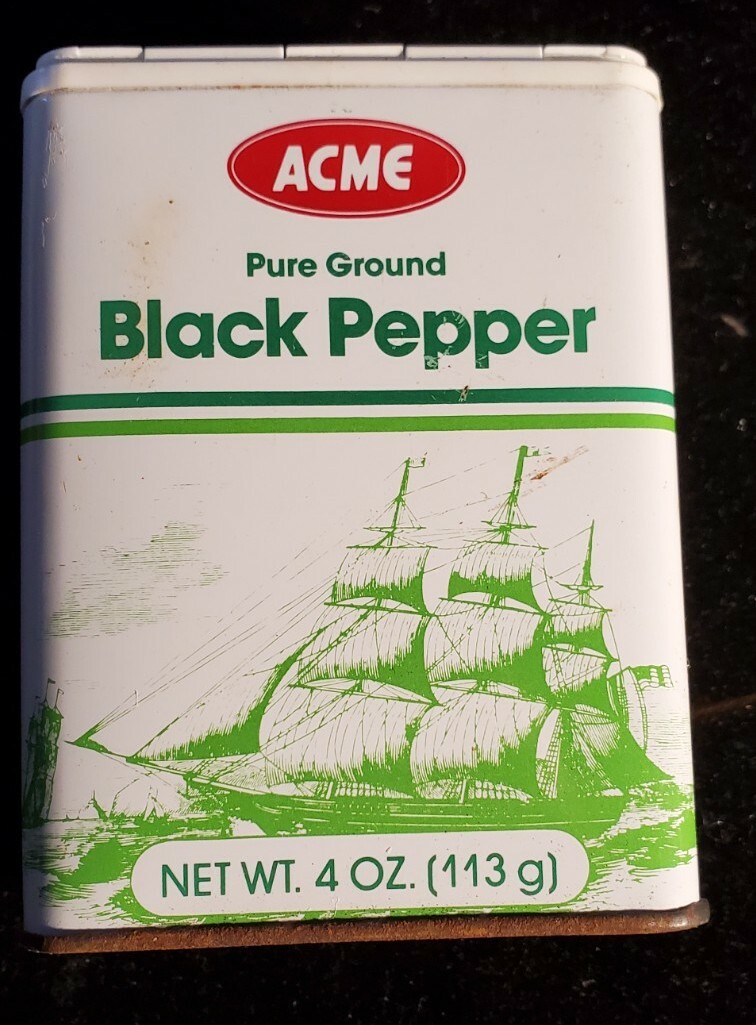 ACME
Pure Ground
Black Pepper
NET WT. 4 OZ. (113 g)